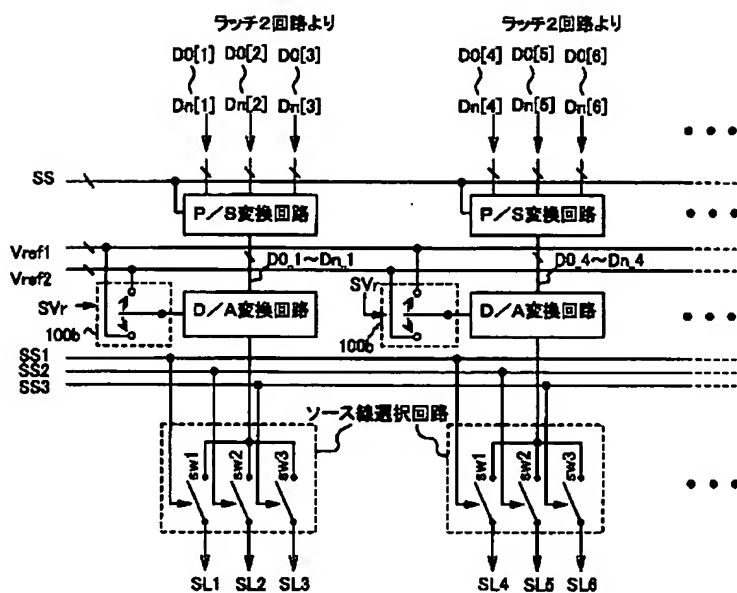 ラッチ2回路より ラッチ2回路より
D0[1] D0[2] D0[3] D0[4] D0[5] D0[6]
Dn[1] Dn[2] Dn[3] Dn[4] Dn[5] Dn[6]
SS
P/S変換回路 P/S変換回路
Vref1
D0_1~Dn_1 D0_4~Dn_4
Vref2
SVr SVr
D/A変換回路 D/A変換回路
100b 100b
SS1
SS2
SS3
ソース線選択回路
sw1 sw2 sw3 sw1 sw2 sw3
SL1 SL2 SL3 SL4 SL5 SL6